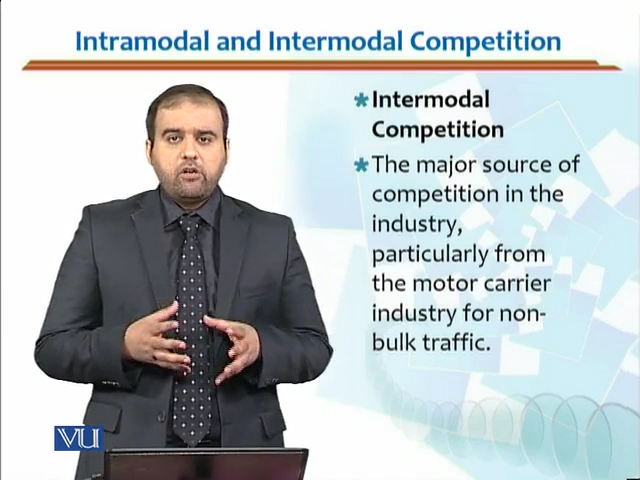 Intramodal and Intermodal Competition
* Intermodal
Competition
* The major source of
competition in the
industry,
particularly from
the motor carrier
industry for non-
bulk traffic.
VU